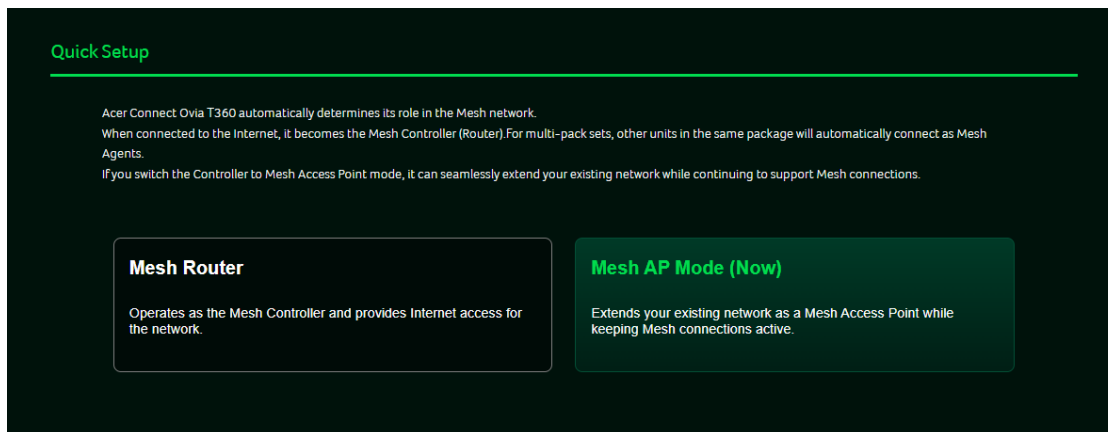 Quick Setup
Acer Connect Ovia T360 automatically determines its role in the Mesh network.
When connected to the Internet, it becomes the Mesh Controller (Router).For multi-pack sets, other units in the same package will automatically connect as Mesh
Agents.
If you switch the Controller to Mesh Access Point mode, it can seamlessly extend your existing network while continuing to support Mesh connections.
Mesh Router
Operates as the Mesh Controller and provides Internet access for
the network.
Mesh AP Mode (Now)
Extends your existing network as a Mesh Access Point while
keeping Mesh connections active.